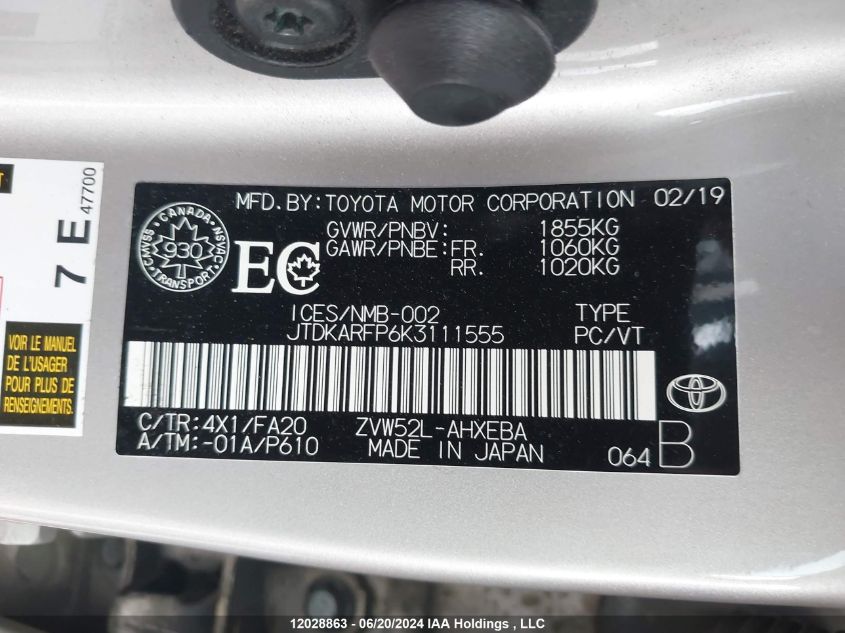 MFD.BY:TOYOTA MOTOR CORPORATION 02/19
GVWR/PNBV: 1855KG
GAWR/PNBE:FR. 1060KG
RR. 1020KG
CANADA
CMVSS 930 NSVAC
TRANSPORT
EC
ICES/NMB-002 TYPE
JTDKARFP6K3111555 PC/VT
C/TR:4X1/FA20 ZVW52L-AHXEBA
A/TM:-01A/P610 MADE IN JAPAN 064 B
7 E 47700
VOIR LE MANUEL
DE L'USAGER
POUR PLUS DE
RENSEIGNEMENTS.
12028863 - 06/20/2024 IAA Holdings , LLC